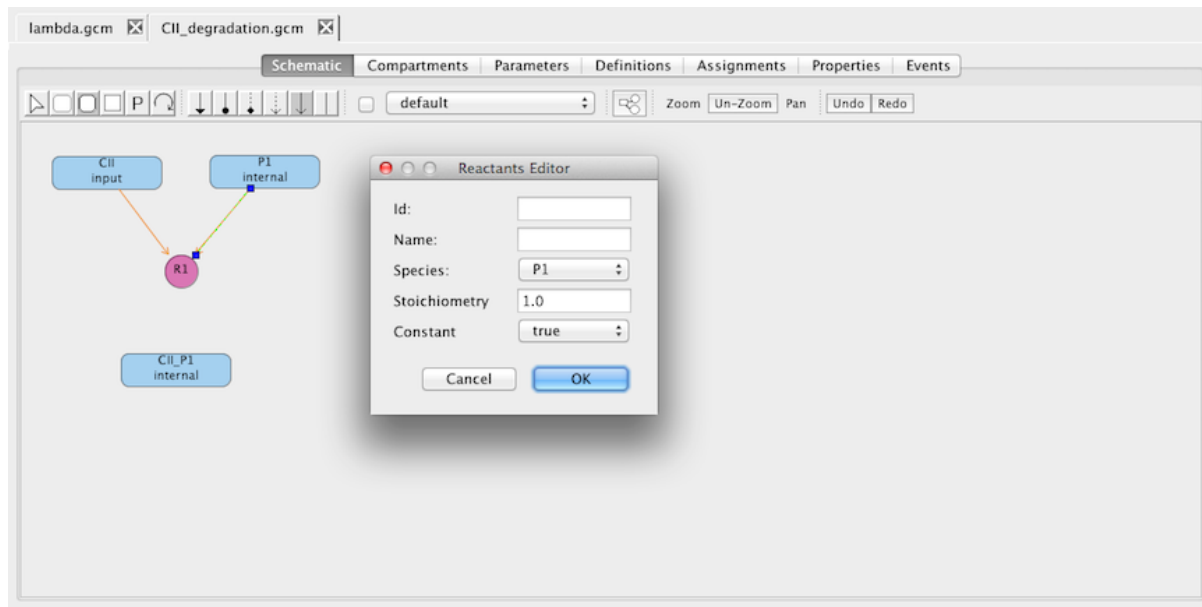 lambda.gcm CII_degradation.gcm
Schematic Compartments Parameters Definitions Assignments Properties Events
P default Zoom Un-Zoom Pan Undo Redo
CII
input
P1
internal
R1
CII_P1
internal
Reactants Editor
Id:
Name:
Species: P1
Stoichiometry 1.0
Constant true
Cancel OK